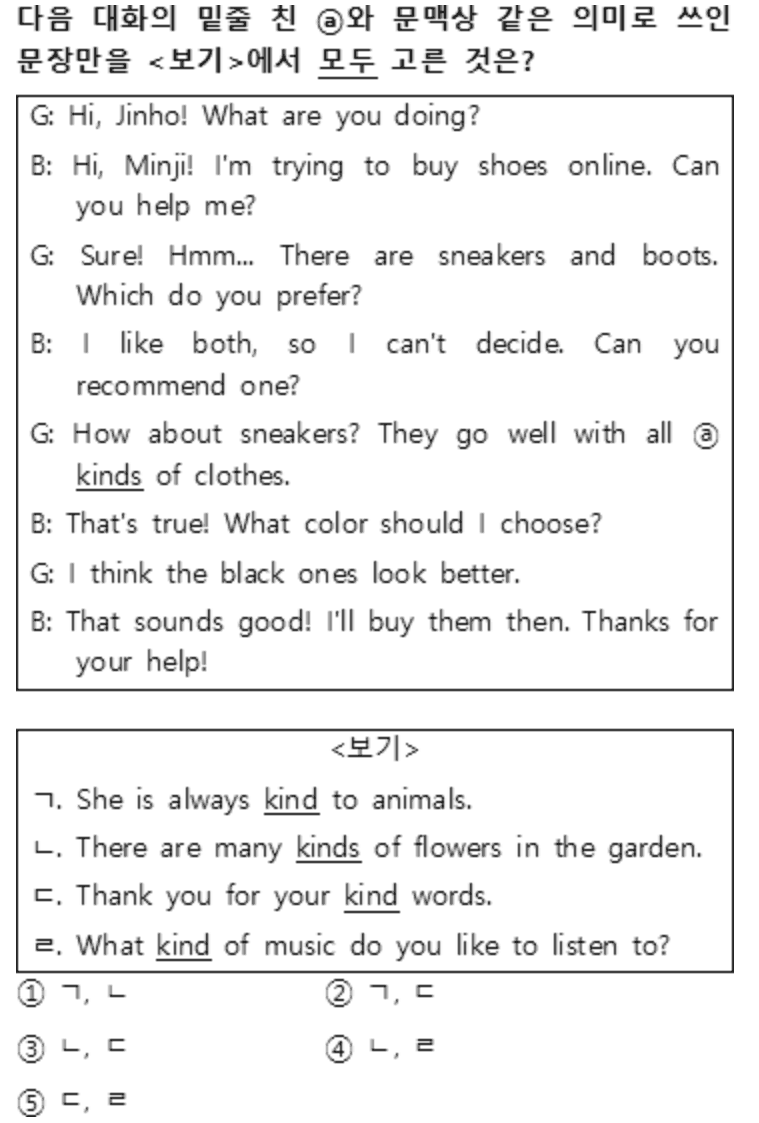 다음 대화의 밑줄 친 ⓐ와 문맥상 같은 의미로 쓰인
문장만을 <보기>에서 모두 고른 것은?
G: Hi, Jinho! What are you doing?
B: Hi, Minji! I'm trying to buy shoes online. Can
you help me?
G: Sure! Hmm... There are sneakers and boots.
Which do you prefer?
B: I like both, so I can't decide. Can you
recommend one?
G: How about sneakers? They go well with all ⓐ
kinds of clothes.
B: That's true! What color should I choose?
G: I think the black ones look better.
B: That sounds good! I'll buy them then. Thanks for
your help!
<보기>
ㄱ. She is always kind to animals.
ㄴ. There are many kinds of flowers in the garden.
ㄷ. Thank you for your kind words.
ㄹ. What kind of music do you like to listen to?
① ㄱ, ㄴ ② ㄱ, ㄷ
③ ㄴ, ㄷ ④ ㄴ, ㄹ
⑤ ㄷ, ㄹ